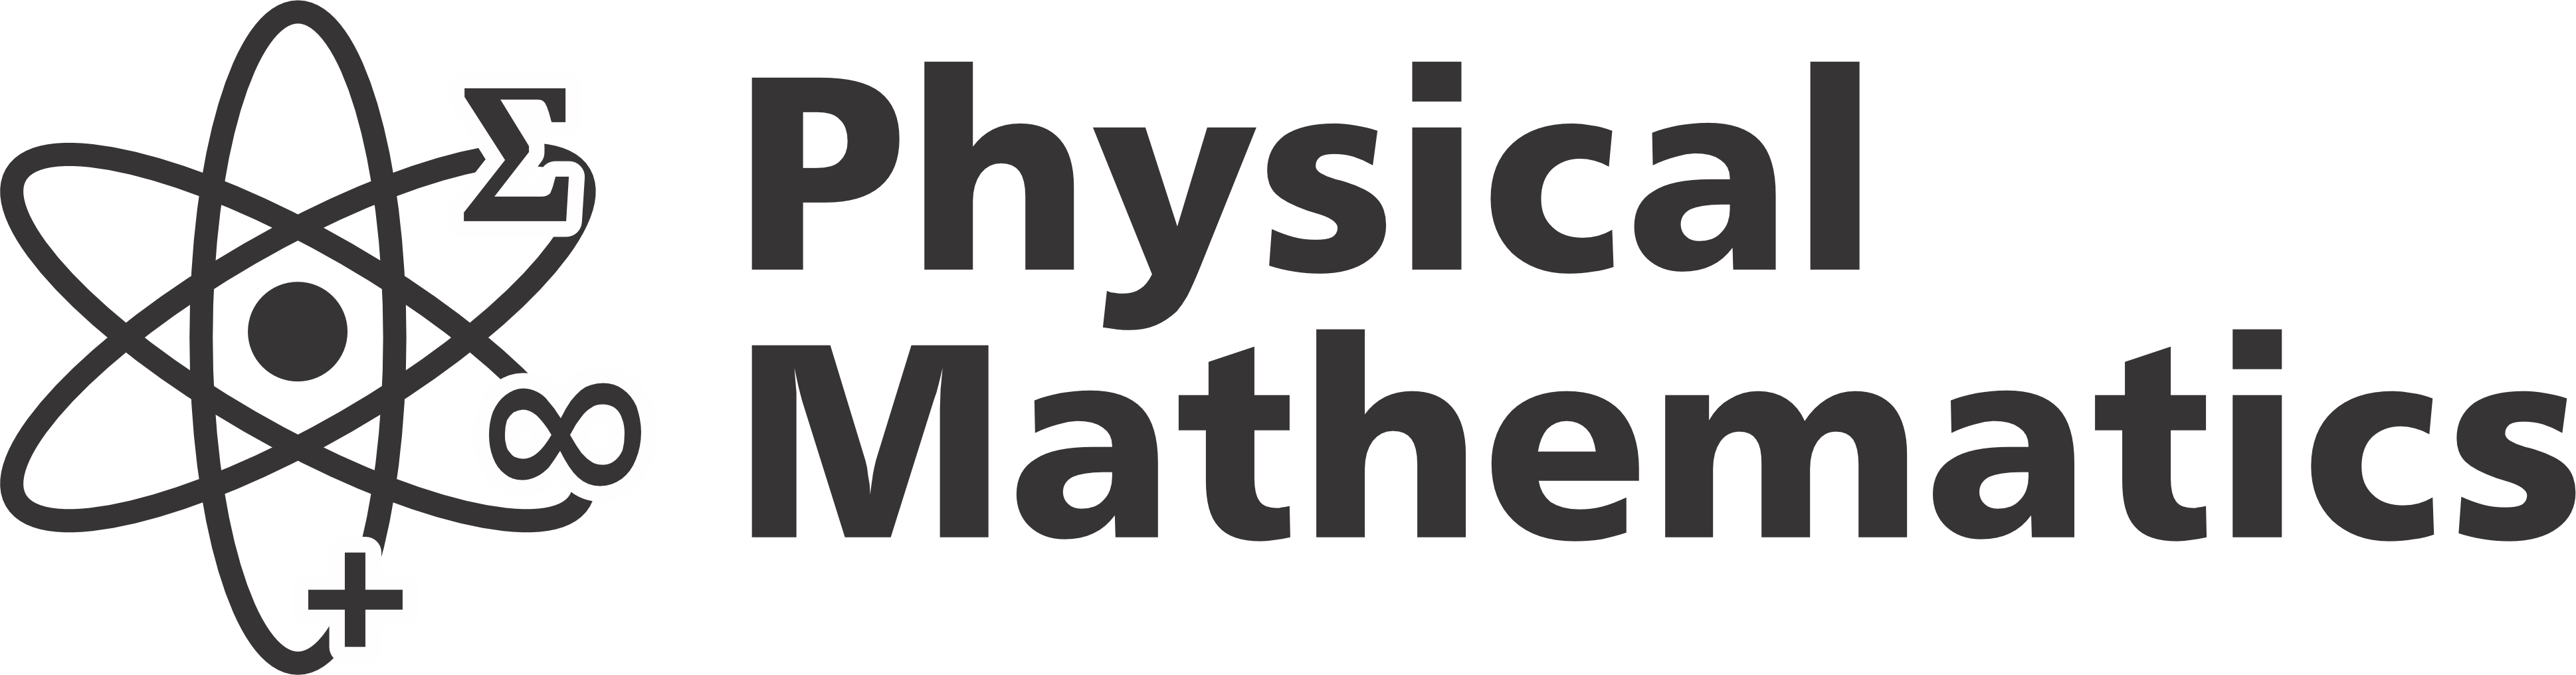 Σ
Physical
Mathematics
∞
+